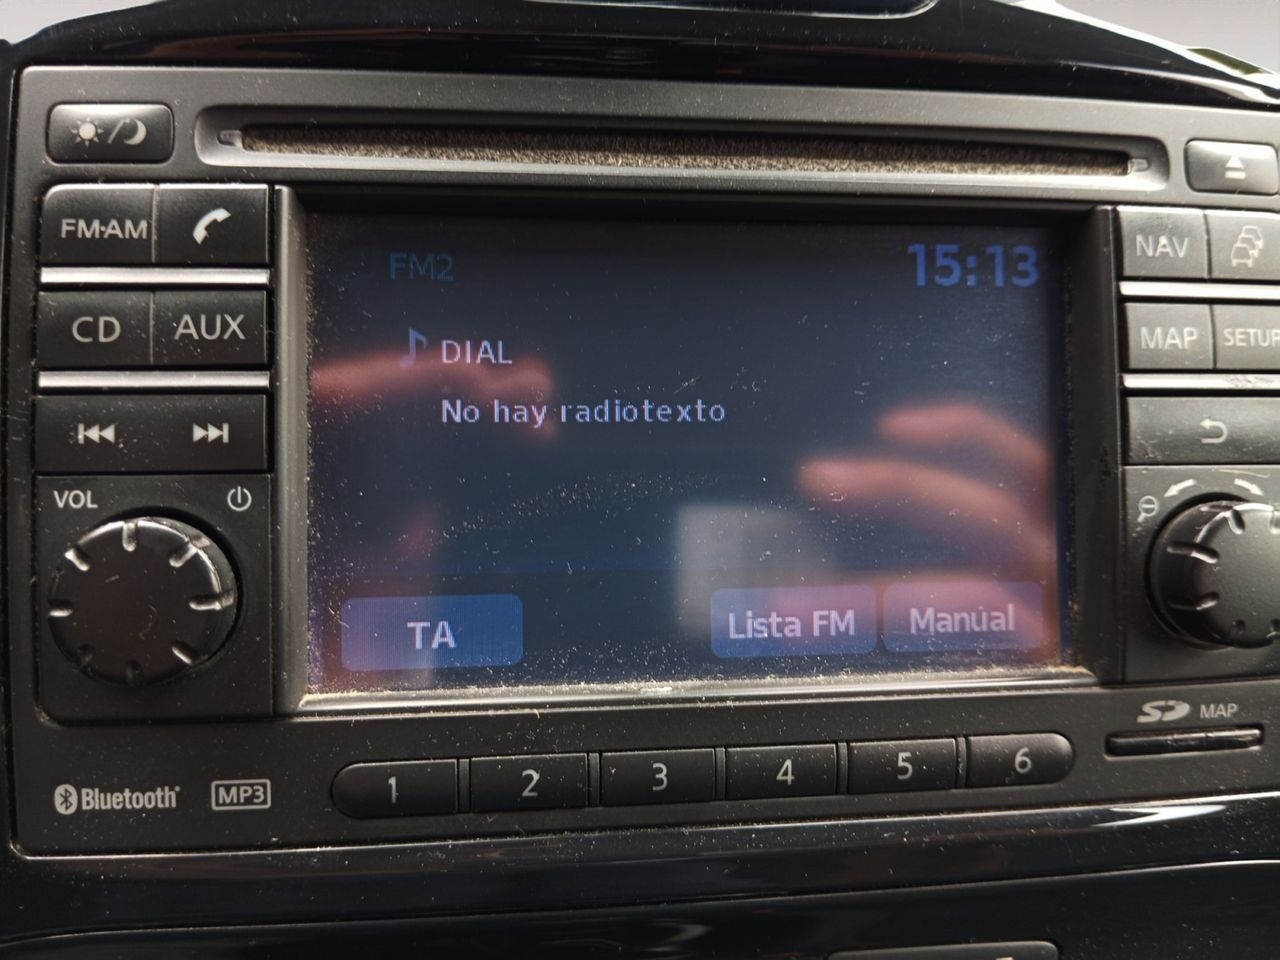 FM·AM
NAV
FM2
15:13
CD
AUX
DIAL
MAP
SETUP
No hay radiotexto
VOL
TA
Lista FM
Manual
SD MAP
1 2 3 4 5 6
Bluetooth
MP3